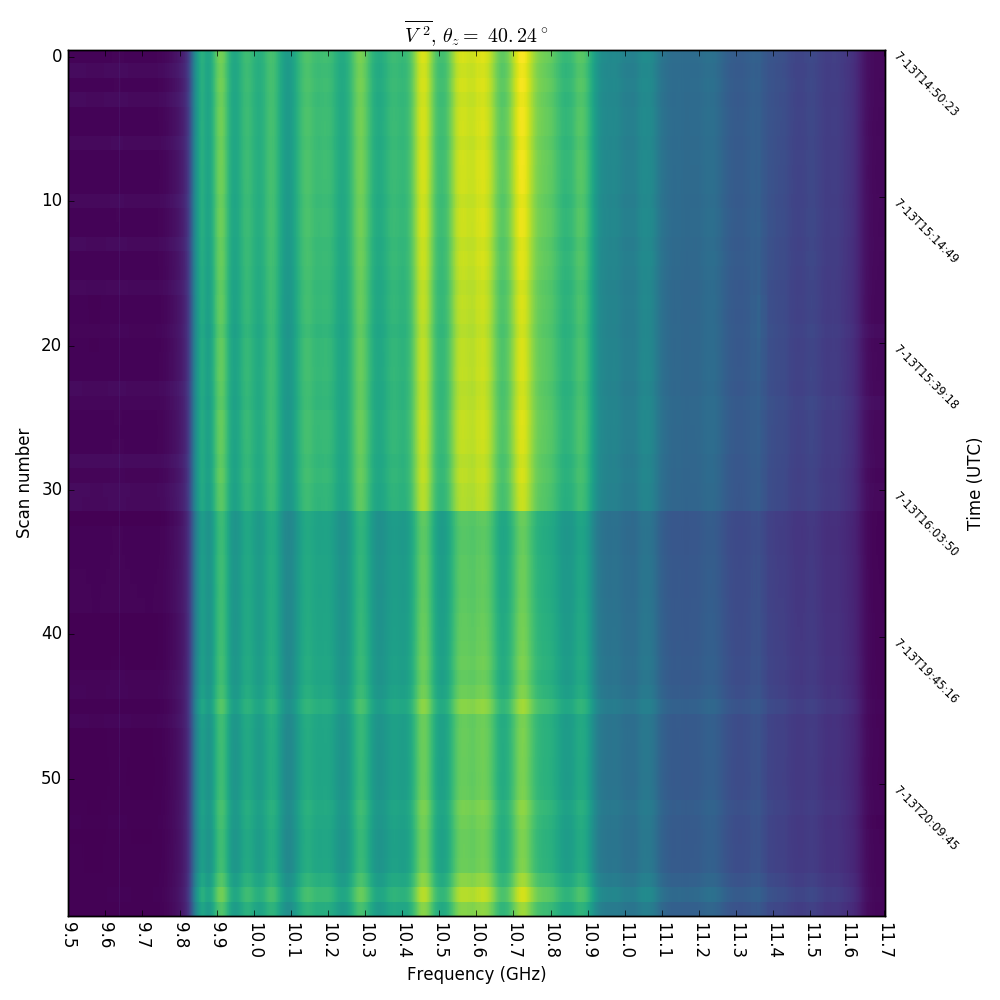 V², θz = 40.24°
0
10
20
30
40
50
Scan number
7-13T14:50:23
7-13T15:14:49
7-13T15:39:18
7-13T16:03:50
7-13T19:45:16
7-13T20:09:45
Time (UTC)
9.5 9.6 9.7 9.8 9.9 10.0 10.1 10.2 10.3 10.4 10.5 10.6 10.7 10.8 10.9 11.0 11.1 11.2 11.3 11.4 11.5 11.6 11.7
Frequency (GHz)